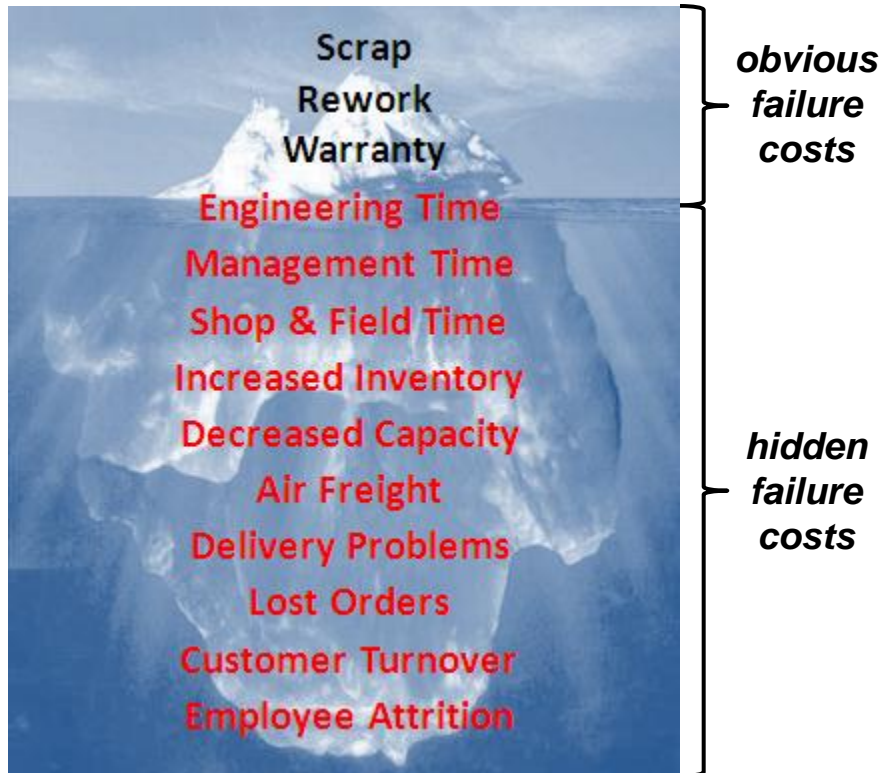 Scrap
Rework
Warranty
obvious
failure
costs
Engineering Time
Management Time
Shop & Field Time
Increased Inventory
Decreased Capacity
Air Freight
Delivery Problems
Lost Orders
Customer Turnover
Employee Attrition
hidden
failure
costs